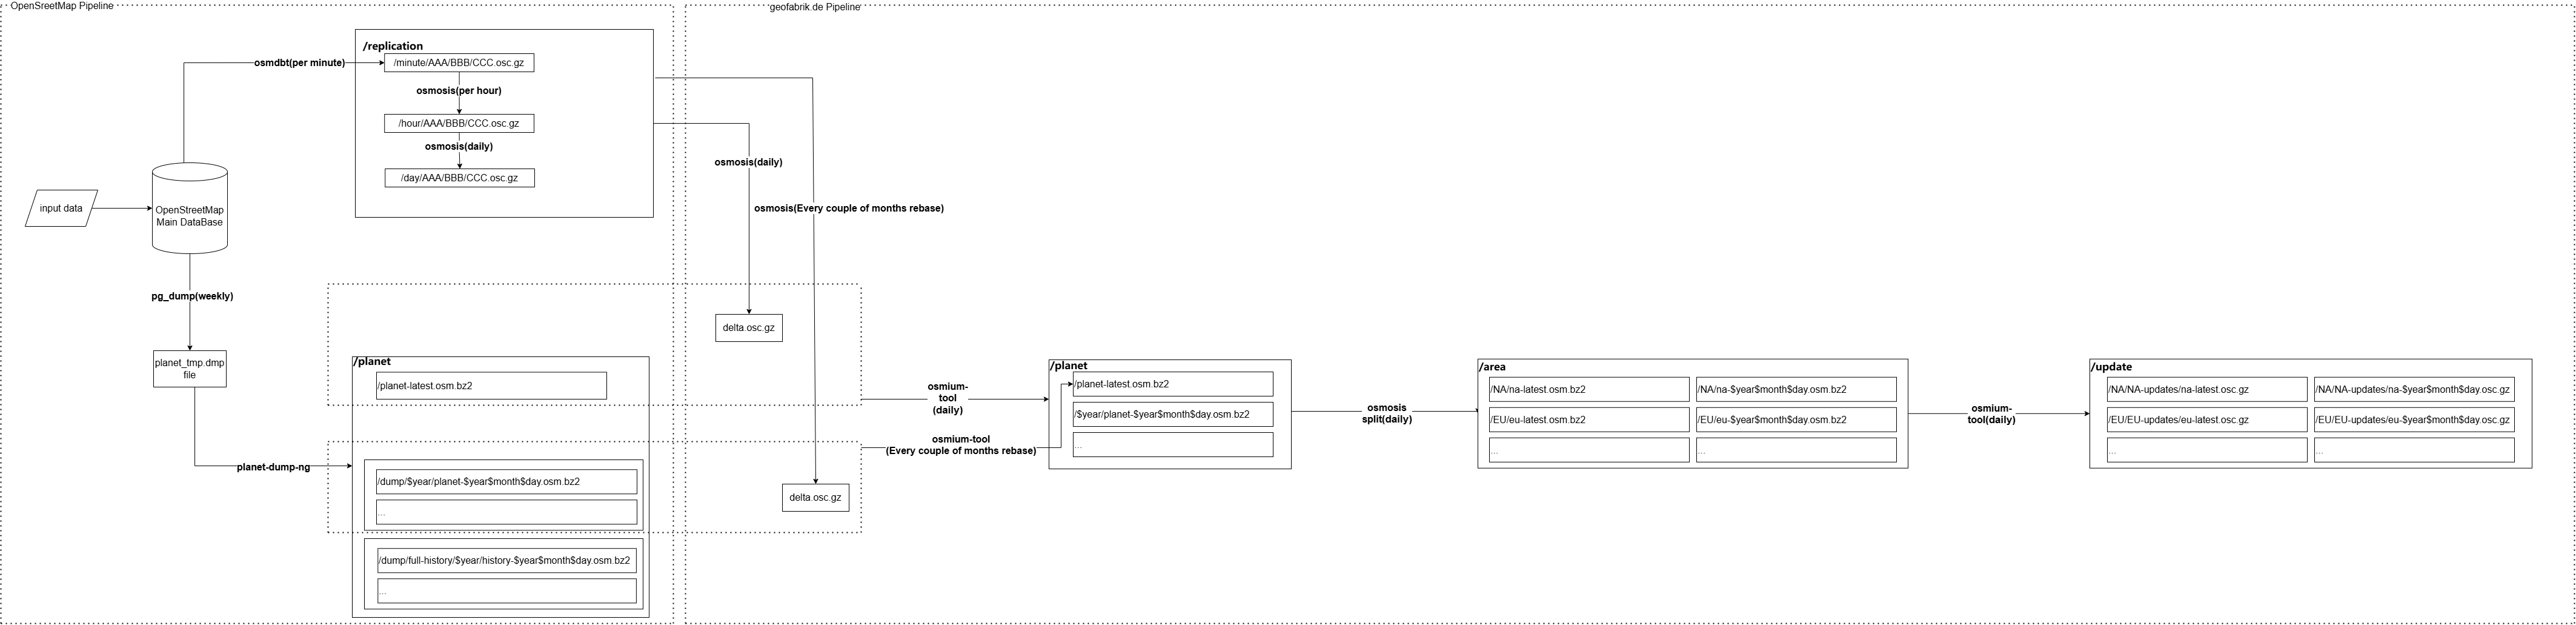 OpenSreetMap Pipeline
geofabrik.de Pipeline
/replication
osmdbt(per minute)
/minute/AAA/BBB/CCC.osc.gz
osmosis(per hour)
/hour/AAA/BBB/CCC.osc.gz
osmosis(daily)
/day/AAA/BBB/CCC.osc.gz
input data
OpenStreetMap
Main DataBase
pg_dump(weekly)
planet_tmp.dmp
file
planet-dump-ng
/planet
/planet-latest.osm.bz2
/dump/$year/planet-$year$month$day.osm.bz2
...
/dump/full-history/$year/history-$year$month$day.osm.bz2
...
osmosis(daily)
osmosis(Every couple of months rebase)
delta.osc.gz
delta.osc.gz
osmium-
tool
(daily)
osmium-tool
(Every couple of months rebase)
/planet
/planet-latest.osm.bz2
/$year/planet-$year$month$day.osm.bz2
...
osmosis
split(daily)
/area
/NA/na-latest.osm.bz2
/NA/na-$year$month$day.osm.bz2
/EU/eu-latest.osm.bz2
/EU/eu-$year$month$day.osm.bz2
...
...
osmium-
tool(daily)
/update
/NA/NA-updates/na-latest.osc.gz
/NA/NA-updates/na-$year$month$day.osc.gz
/EU/EU-updates/eu-latest.osc.gz
/EU/EU-updates/eu-$year$month$day.osc.gz
...
...